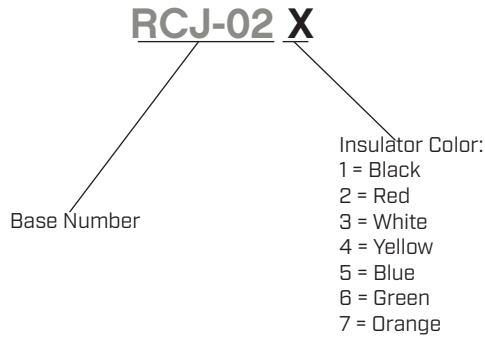 RCJ-02 X
Insulator Color:
1 = Black
2 = Red
3 = White
4 = Yellow
5 = Blue
6 = Green
7 = Orange
Base Number